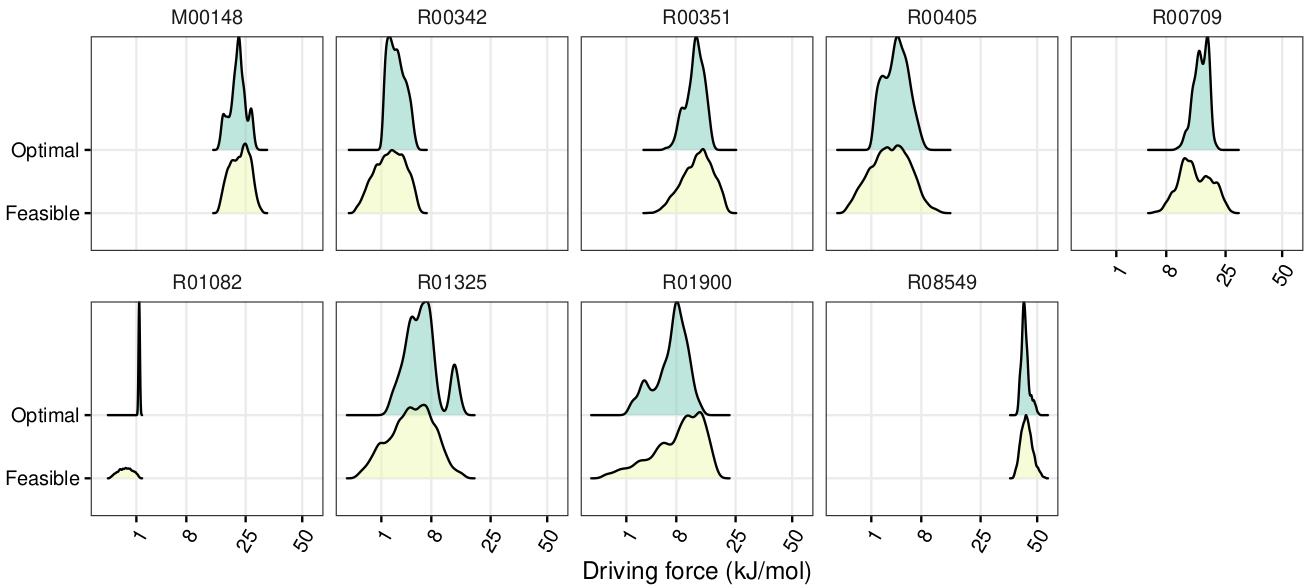 M00148 R00342 R00351 R00405 R00709
Optimal
Feasible
1 8 25 50
R01082 R01325 R01900 R08549
Optimal
Feasible
1 8 25 50 1 8 25 50 1 8 25 50 1 8 25 50
Driving force (kJ/mol)